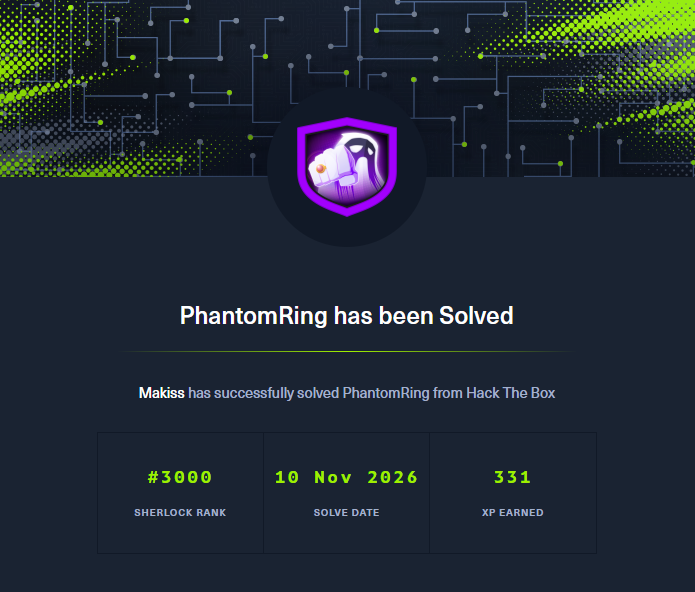 PhantomRing has been Solved
Makiss has successfully solved PhantomRing from Hack The Box
#3000
10 Nov 2026
331
SHERLOCK RANK
SOLVE DATE
XP EARNED